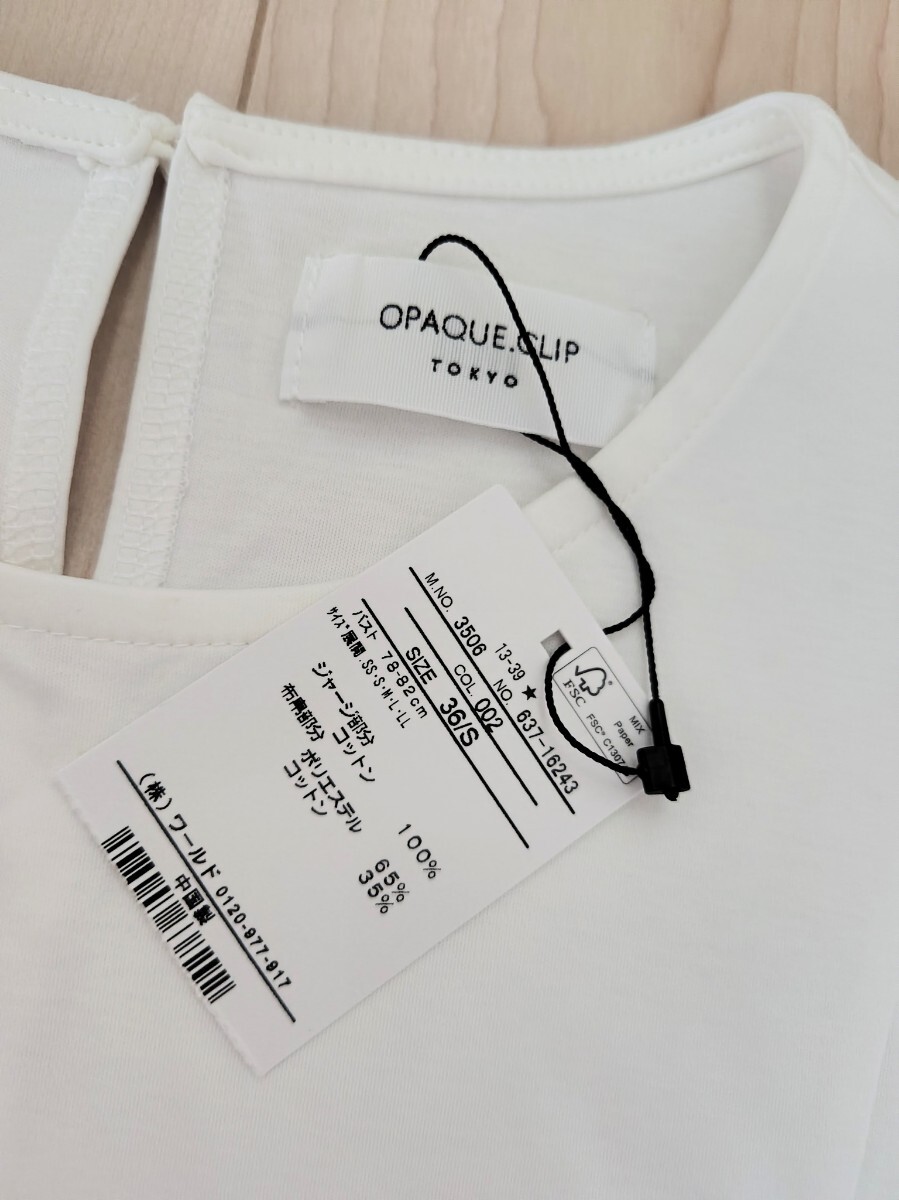 OPAQUE.CLIP
TOKYO
MIX
Paper
FSC
FSC® C1307
13-39 ★
M.NO. 3506 NO. 637-16243
COL. 002
SIZE 36/S
バスト 78-82cm
サイズ展開 SS・S・M・L・LL
ジャージ部分
コットン 100%
布帛部分 ポリエステル 65%
コットン 35%
(株)ワールド 0120-977-917
中国製